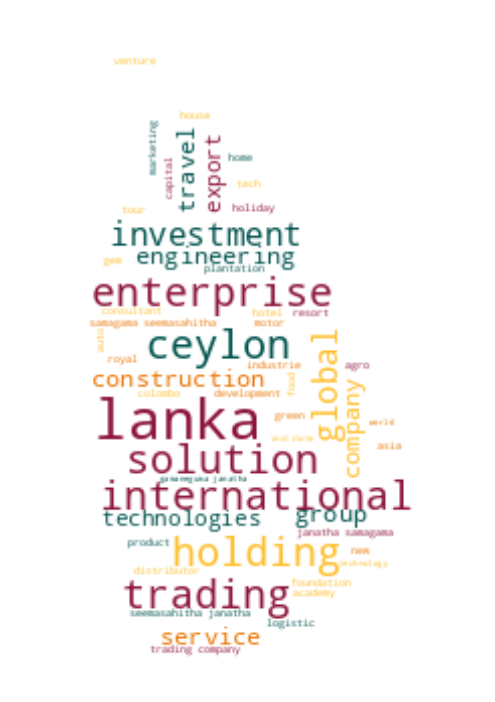 venture
house
marketing
travel
export
capital
home
tech
tour
holiday
investment
engineering
gem
plantation
enterprise
consultant
hotel
resort
samagama seemasahitha
motor
auto
ceylon
global
royal
industrie
agro
construction
food
company
colombo
development
lanka
green
world
asia
solution
gamaneguna janatha
international
technologies
group
janatha samagama
product
holding
new
technology
distributor
foundation
trading
academy
seemasahitha janatha
logistic
service
trading company